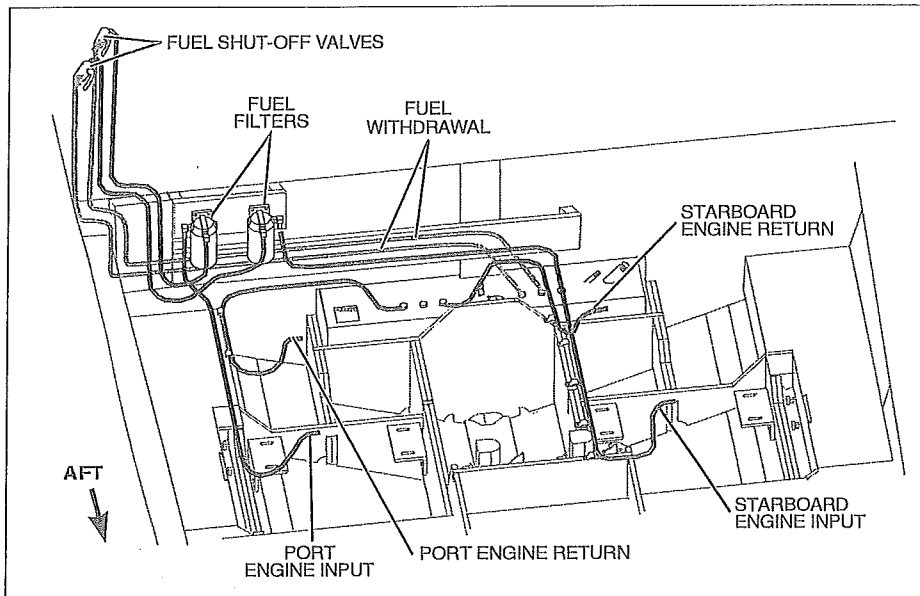 FUEL SHUT-OFF VALVES
FUEL
FILTERS
FUEL
WITHDRAWAL
STARBOARD
ENGINE RETURN
AFT
PORT
ENGINE INPUT
PORT ENGINE RETURN
STARBOARD
ENGINE INPUT